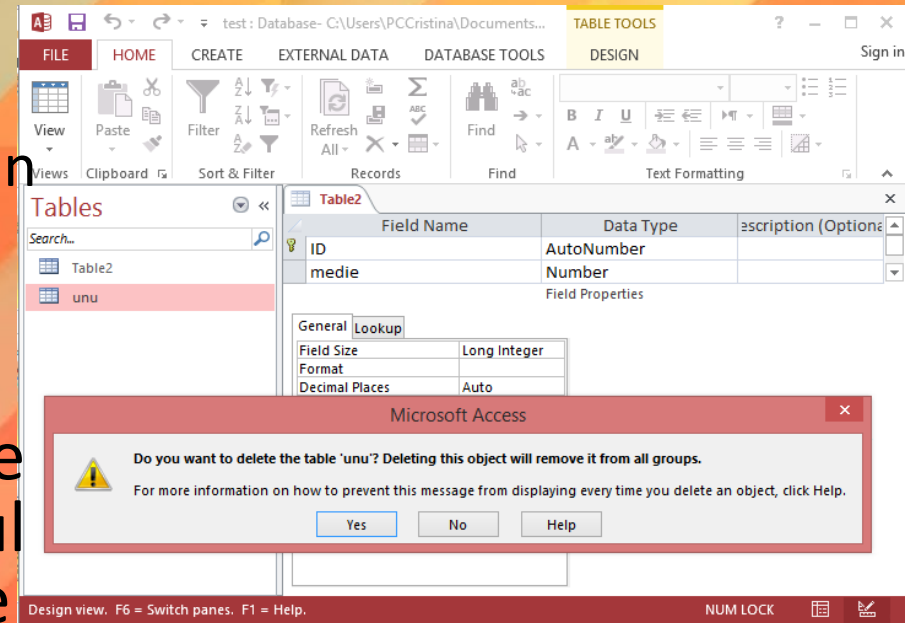 test : Database- C:\Users\PCCristina\Documents...
TABLE TOOLS
?
FILE HOME CREATE EXTERNAL DATA DATABASE TOOLS DESIGN Sign in
View Paste Filter Refresh All Find
B I U
A
Views Clipboard Sort & Filter Records Find Text Formatting
n
Tables «
Search...
Table2
unu
Table2
Field Name Data Type escription (Optiona
ID AutoNumber
medie Number
Field Properties
General Lookup
Field Size Long Integer
Format
Decimal Places Auto
Microsoft Access
Do you want to delete the table 'unu'? Deleting this object will remove it from all groups.
For more information on how to prevent this message from displaying every time you delete an object, click Help.
Yes No Help
e
ul
e
Design view. F6 = Switch panes. F1 = Help. NUM LOCK